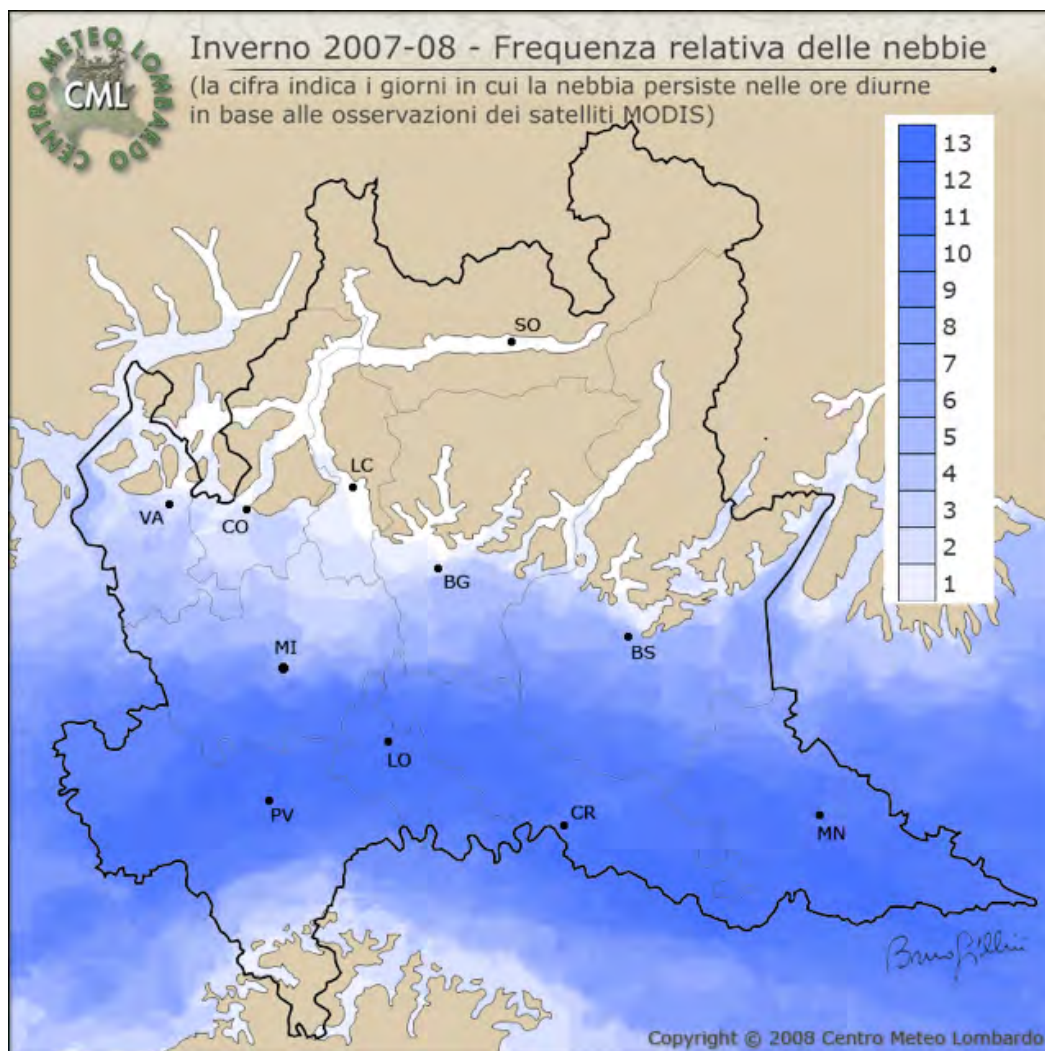 CENTRO METEO LOMBARDO
CML
Inverno 2007-08 - Frequenza relativa delle nebbie
(la cifra indica i giorni in cui la nebbia persiste nelle ore diurne
in base alle osservazioni dei satelliti MODIS)
13
12
11
10
9
8
7
6
5
4
3
2
1
SO
LC
VA
CO
BG
MI
BS
LO
PV
CR
MN
Copyright © 2008 Centro Meteo Lombardo